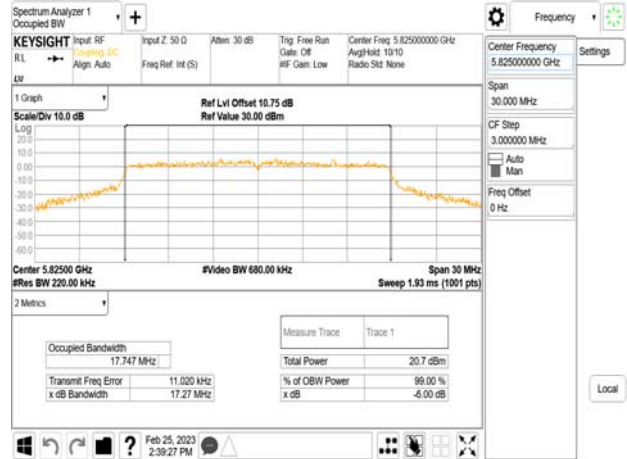 Spectrum Analyzer 1
Occupied BW
+
Frequency
KEYSIGHT
Input: RF
Coupling: DC
Align: Auto
Input Z: 50 Ω
Freq Ref: Int (S)
Atten: 30 dB
Trig: Free Run
Gate: Off
#IF Gain: Low
Center Freq: 5.825000000 GHz
Avg|Hold: 10/10
Radio Std: None
RL
LXI
Center Frequency
5.825000000 GHz
Settings
Span
30.000 MHz
CF Step
3.000000 MHz
Auto
Man
Freq Offset
0 Hz
1 Graph
Ref Lvl Offset 10.75 dB
Scale/Div 10.0 dB
Ref Value 30.00 dBm
Log
20.0
10.0
0.00
-10.0
-20.0
-30.0
-40.0
-50.0
-60.0
Center 5.82500 GHz
#Video BW 680.00 kHz
Span 30 MHz
#Res BW 220.00 kHz
Sweep 1.93 ms (1001 pts)
2 Metrics
Measure Trace
Trace 1
Occupied Bandwidth
17.747 MHz
Total Power
20.7 dBm
Transmit Freq Error
11.020 kHz
% of OBW Power
99.00 %
x dB Bandwidth
17.27 MHz
x dB
-6.00 dB
Local
?
Feb 25, 2023
2:39:27 PM